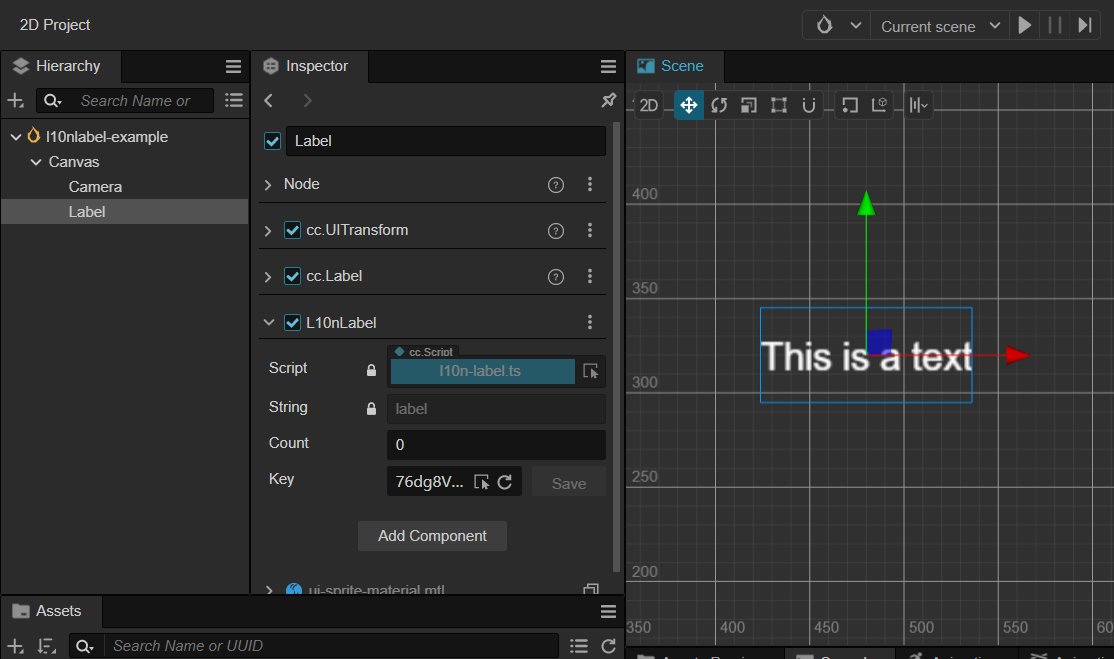 2D Project
Current scene
Hierarchy
Search Name or
l10nlabel-example
Canvas
Camera
Label
Inspector
Label
Node
cc.UITransform
cc.Label
L10nLabel
Script
cc.Script
l10n-label.ts
String
label
Count
0
Key
76dg8V...
Save
Add Component
ui-sprite-material.mtl
Scene
2D
400
350
300
250
200
This is a text
350
400
450
500
550
60
Assets
Search Name or UUID